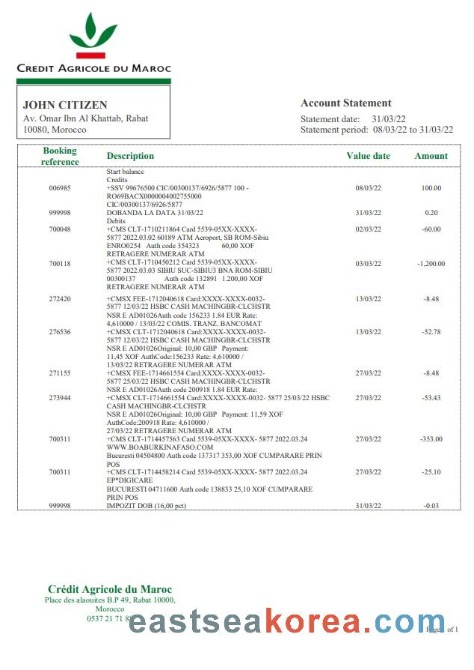 CREDIT AGRICOLE DU MAROC
JOHN CITIZEN
Av. Omar Ibn Al Khattab, Rabat
10080, Morocco
Account Statement
Statement date: 31/03/22
Statement period: 08/03/22 to 31/03/22
Booking reference Description Value date Amount
Start balance
Credits
006985 +SSV 99676500 CIC/00300137/6926/5877 100 - 08/03/22 100.00
RO69BACX0000004002755000
CIC/00300137/6926/5877
999998 DOBANDA LA DATA 31/03/22 31/03/22 0.20
Debits
700048 +CMS CLT-1710211864 Card 5539-05XX-XXXX- 02/03/22 -60.00
5877 2022.03.02 60189 ATM Aeroport, SB ROM-Sibiu
ENRO0254 Auth code 354323 60,00 XOF
RETRAGERE NUMERAR ATM
700118 +CMS CLT-1710450212 Card 5539-05XX-XXXX- 03/03/22 -1,200.00
5877 2022.03.03 SIBIU SUC-SIBIU3 BNA ROM-SIBIU
00300137 Auth code 132891 1.200,00 XOF
RETRAGERE NUMERAR ATM
272420 +CMSX FEE-1712040618 Card:XXXX-XXXX-0032- 13/03/22 -8.48
5877 12/03/22 HSBC CASH MACHINGBR-CLCHSTR
NSR E AD01026Auth code 156233 1.84 EUR Rate:
4,610000 / 13/03/22 COMIS. TRANZ. BANCOMAT
276536 +CMSX CLT-1712040618 Card:XXXX-XXXX-0032- 13/03/22 -52.78
5877 12/03/22 HSBC CASH MACHINGBR-CLCHSTR
NSR E AD01026Original: 10,00 GBP Payment:
11,45 XOF AuthCode:156233 Rate: 4,610000 /
13/03/22 RETRAGERE NUMERAR ATM
271155 +CMSX FEE-1714661554 Card:XXXX-XXXX-0032- 27/03/22 -8.48
5877 25/03/22 HSBC CASH MACHINGBR-CLCHSTR
NSR E AD01026Auth code 200918 1.84 EUR Rate:
273944 +CMSX CLT-1714661554 Card:XXXX-XXXX-0032- 5877 25/03/22 HSBC 27/03/22 -53.43
CASH MACHINGBR-CLCHSTR
NSR E AD01026Original: 10,00 GBP Payment: 11,59 XOF
AuthCode:200918 Rate: 4,610000 /
27/03/22 RETRAGERE NUMERAR ATM
700311 +CMS CLT-1714457563 Card 5539-05XX-XXXX- 5877 2022.03.24 27/03/22 -353.00
WWW.BOABURKINAFASO.COM
Bucuresti 04504800 Auth code 137317 353,00 XOF CUMPARARE PRIN
POS
700311 +CMS CLT-1714458214 Card 5539-05XX-XXXX- 5877 2022.03.24 27/03/22 -25.10
EP*DIGICARE
BUCURESTI 04711600 Auth code 138833 25,10 XOF CUMPARARE
PRIN POS
999998 IMPOZIT DOB (16,00 pct) 31/03/22 -0.03
Crédit Agricole du Maroc
Place des alaouites B.P 49, Rabat 10000,
Morocco
0537 21 71
eastseakorea.com
of 1